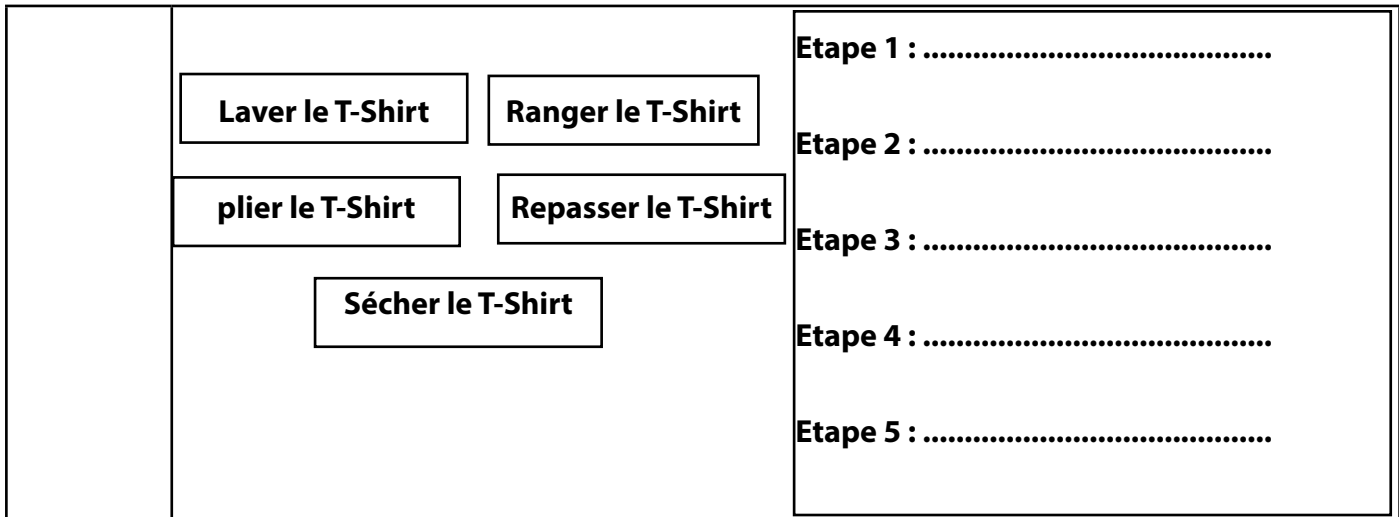 Laver le T-Shirt
Ranger le T-Shirt
plier le T-Shirt
Repasser le T-Shirt
Sécher le T-Shirt
Etape 1 : ..........................................
Etape 2 : ..........................................
Etape 3 : ..........................................
Etape 4 : ..........................................
Etape 5 : ..........................................